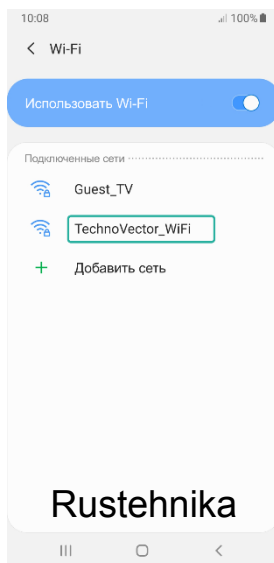 10:08
100%
Wi-Fi
Использовать Wi-Fi
Подключенные сети
Guest_TV
TechnoVector_WiFi
+ Добавить сеть
Rustehnika